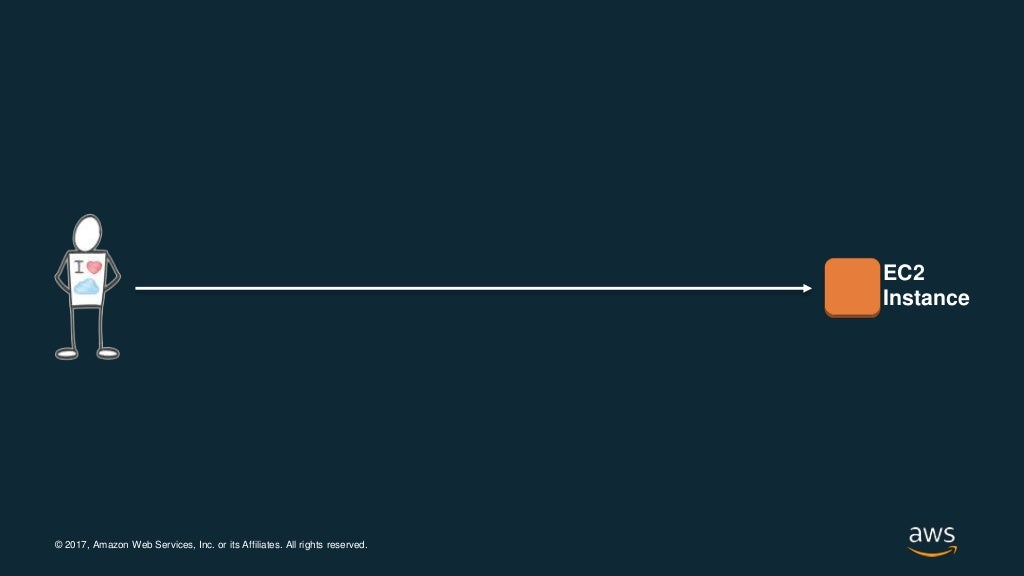 I
EC2
Instance
© 2017, Amazon Web Services, Inc. or its Affiliates. All rights reserved.
aws